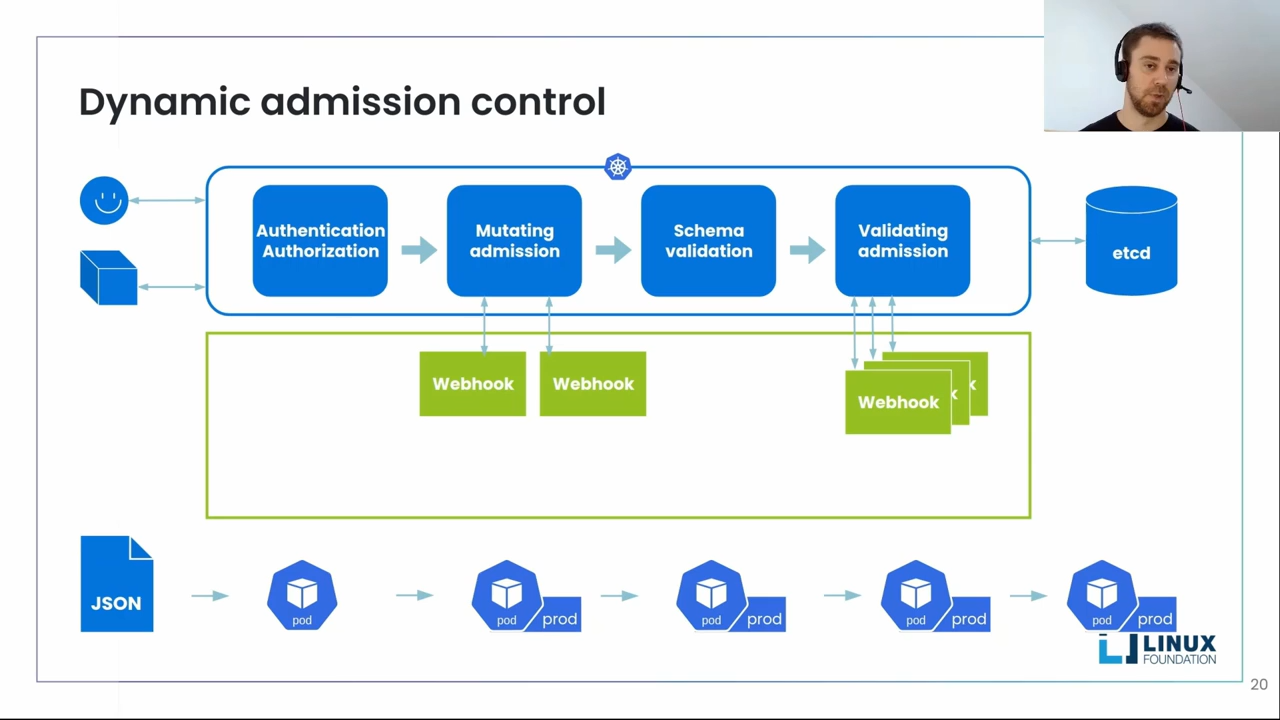 Dynamic admission control
Authentication
Authorization
Mutating
admission
Schema
validation
Validating
admission
etcd
Webhook
Webhook
Webhook
k
k
JSON
pod
pod
prod
pod
prod
pod
prod
pod
prod
LINUX
FOUNDATION
20